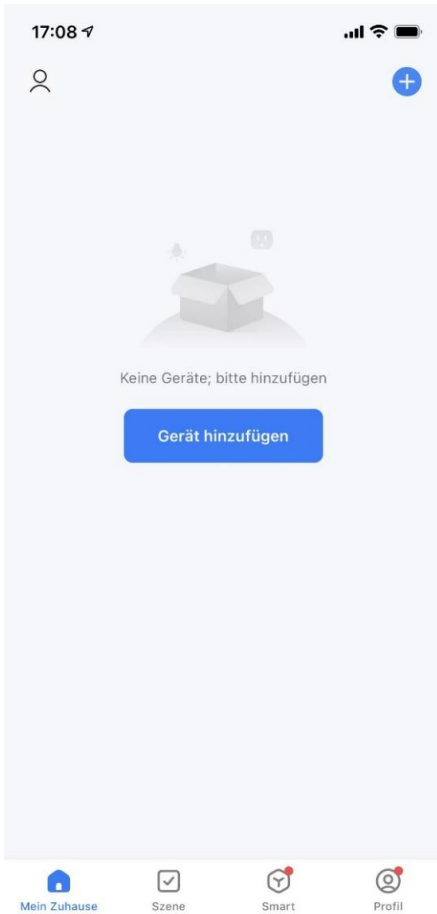 17:08
Keine Geräte; bitte hinzufügen
Gerät hinzufügen
Mein Zuhause
Szene
Smart
Profil